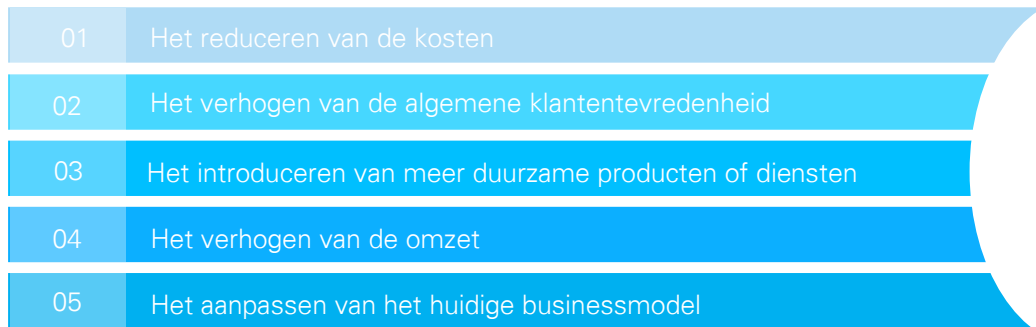 01 Het reduceren van de kosten
02 Het verhogen van de algemene klantentevredenheid
03 Het introduceren van meer duurzame producten of diensten
04 Het verhogen van de omzet
05 Het aanpassen van het huidige businessmodel